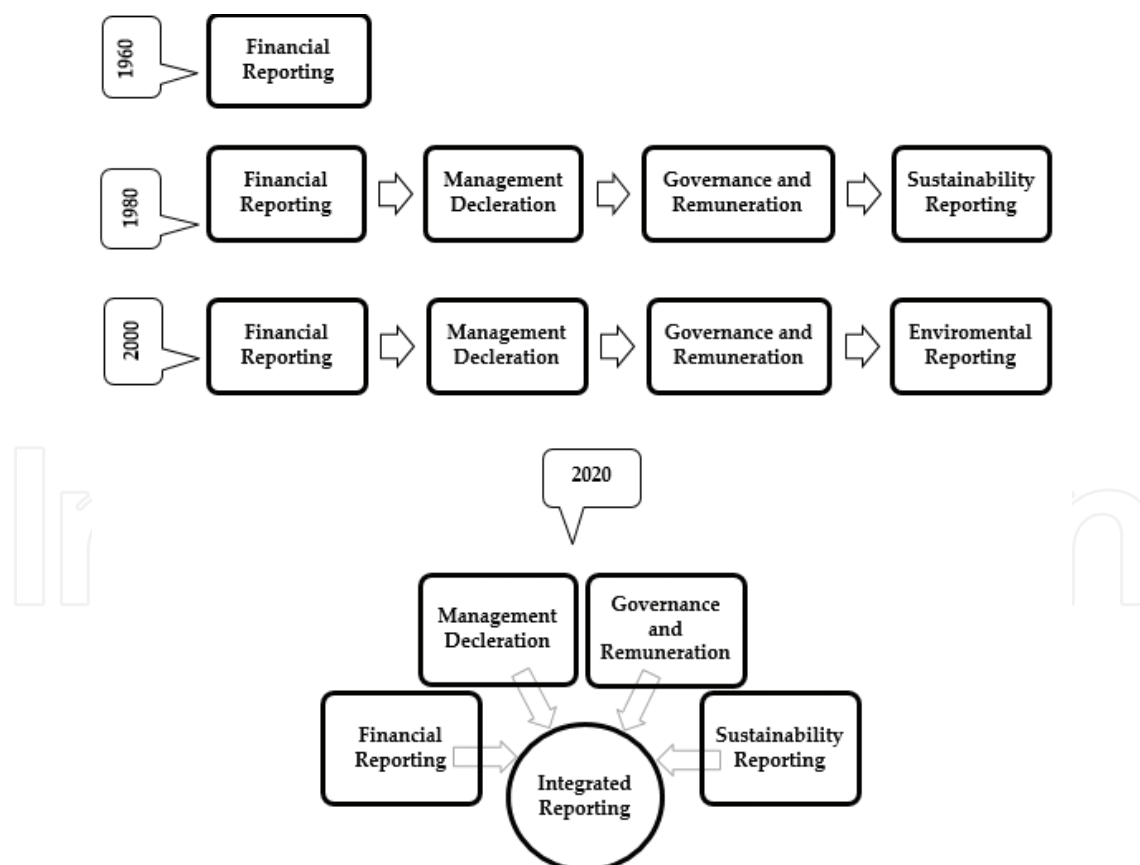 1960
Financial
Reporting
1980
Financial
Reporting
Management
Decleration
Governance and
Remuneration
Sustainability
Reporting
2000
Financial
Reporting
Management
Decleration
Governance and
Remuneration
Enviromental
Reporting
2020
Management
Decleration
Governance
and
Remuneration
Financial
Reporting
Sustainability
Reporting
Integrated
Reporting